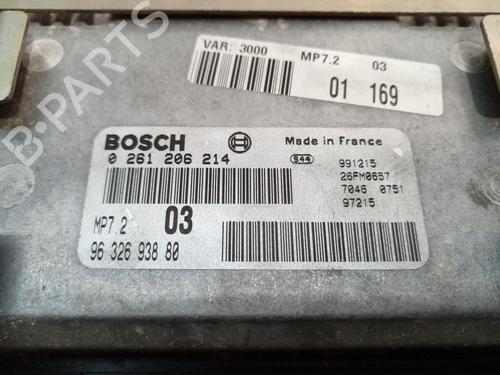 VAR: 3000 MP7.2 03
01 169
BOSCH Made in France
0 261 206 214 S44 991215
26FM0657
7046 0751
97215
MP7.2 03
96 326 938 80
B-PARTS